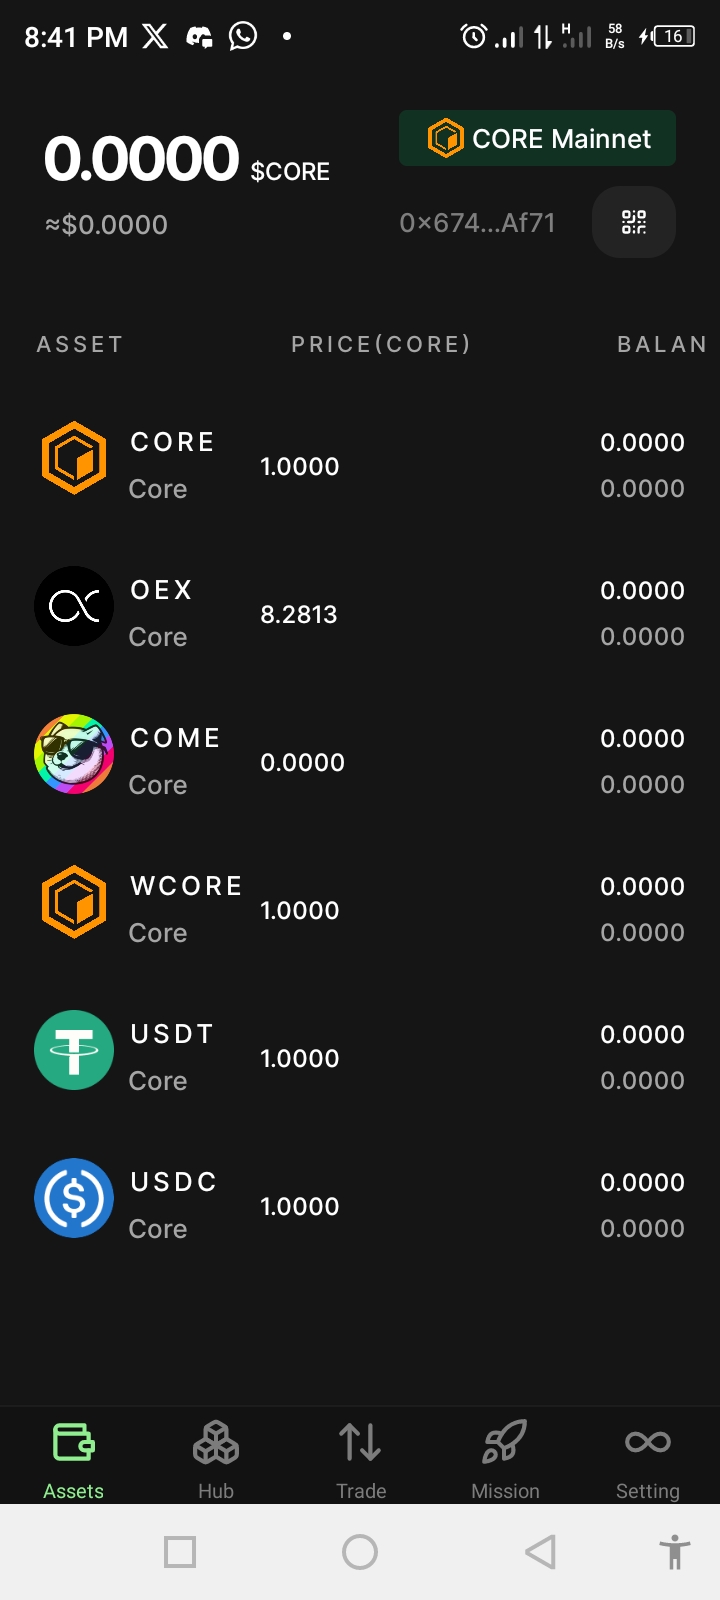 8:41 PM
H
58
B/s
16
0.0000 $CORE
CORE Mainnet
≈$0.0000
0×674...Af71
ASSET PRICE(CORE) BALAN
CORE
Core
1.0000
0.0000
0.0000
OEX
Core
8.2813
0.0000
0.0000
COME
Core
0.0000
0.0000
0.0000
WCORE
Core
1.0000
0.0000
0.0000
USDT
Core
1.0000
0.0000
0.0000
USDC
Core
1.0000
0.0000
0.0000
Assets Hub Trade Mission Setting